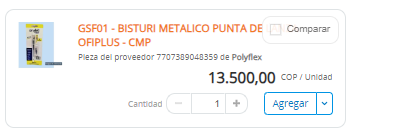 GSF01 - BISTURI METALICO PUNTA DE
Comparar
OFIPLUS - CMP
Pieza del proveedor 7707389048359 de Polyflex
13.500,00 COP / Unidad
Cantidad − 1 + Agregar